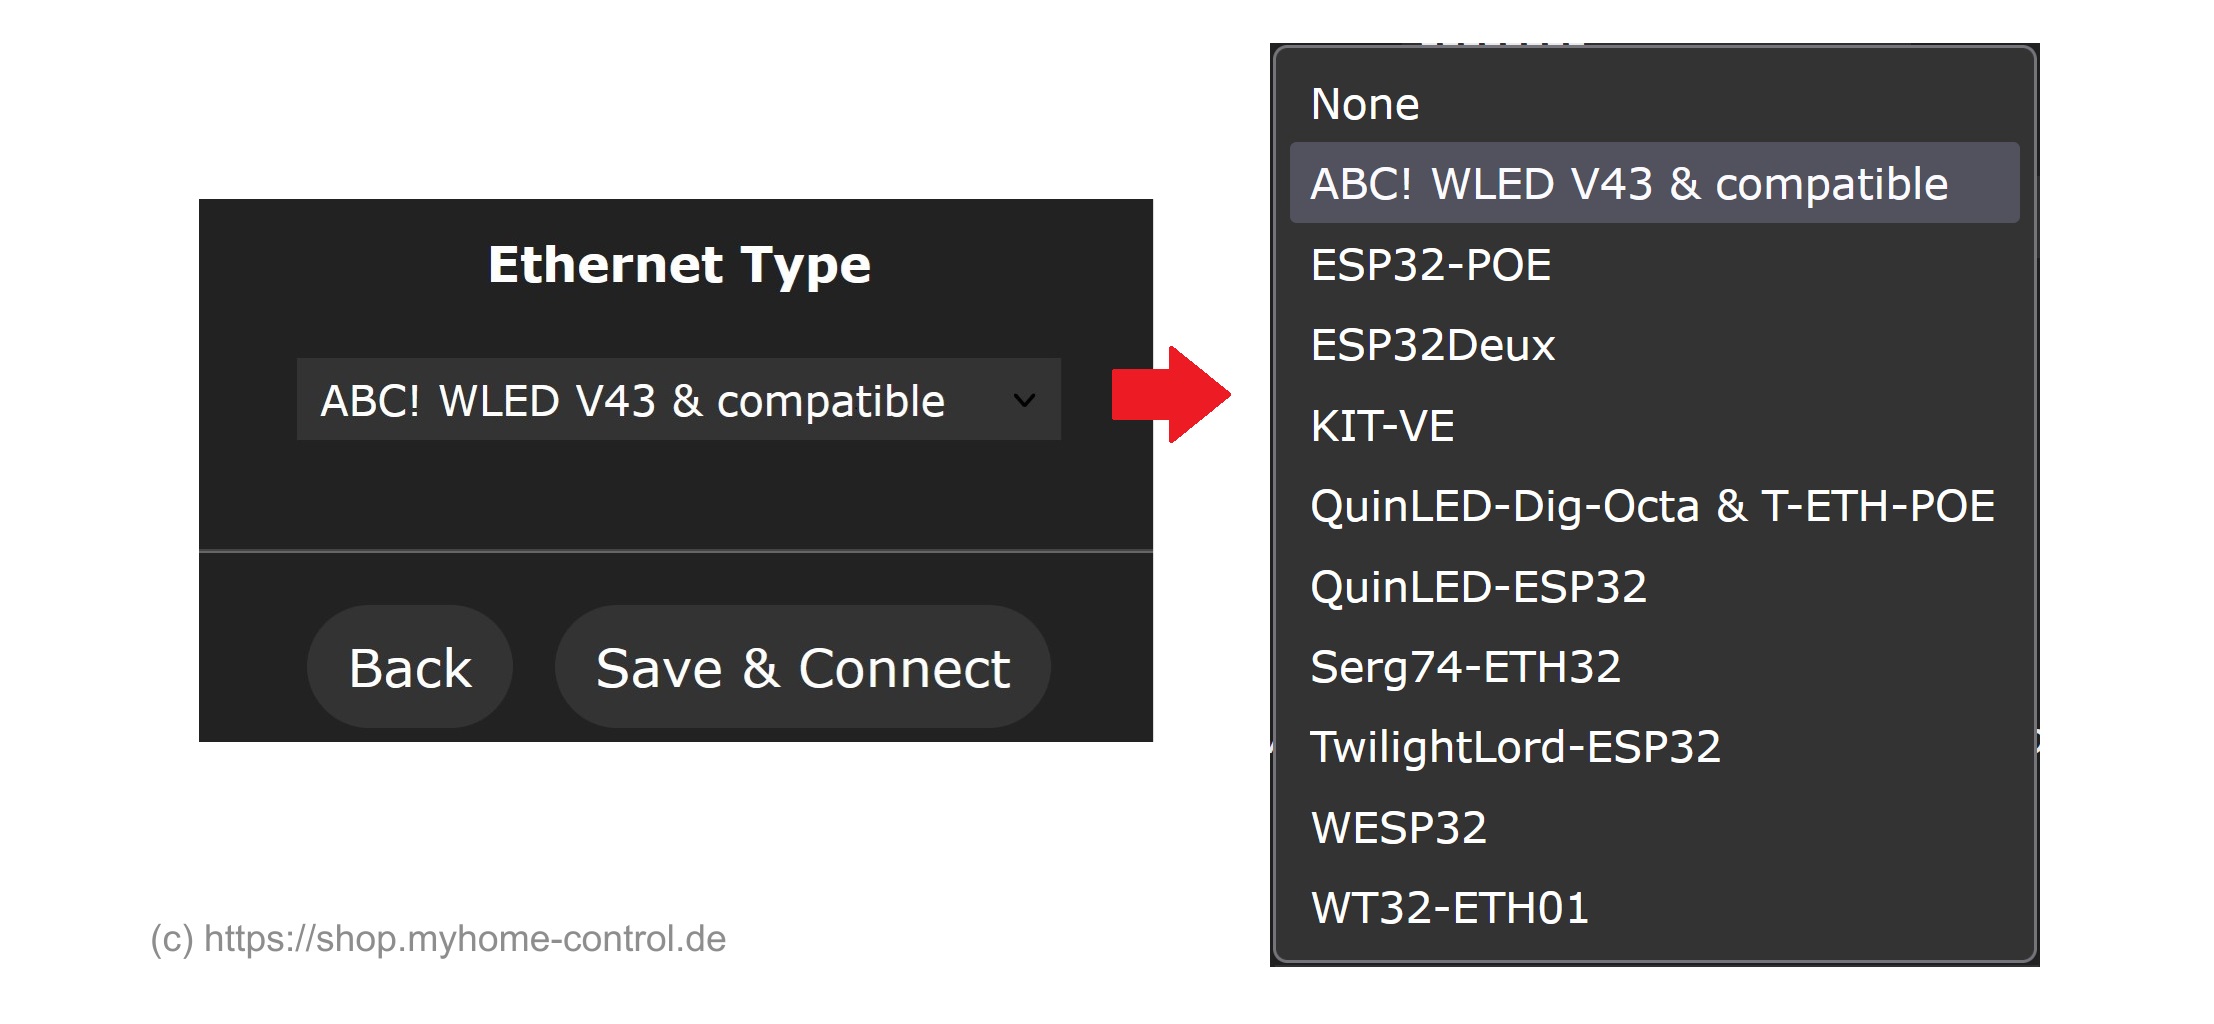 Ethernet Type
ABC! WLED V43 & compatible
Back
Save & Connect
None
ABC! WLED V43 & compatible
ESP32-POE
ESP32Deux
KIT-VE
QuinLED-Dig-Octa & T-ETH-POE
QuinLED-ESP32
Serg74-ETH32
TwilightLord-ESP32
WESP32
WT32-ETH01
(c) https://shop.myhome-control.de